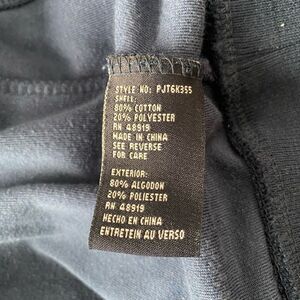 STYLE NO: PJT6K355
SHELL:
80% COTTON
20% POLYESTER
RN 48919
MADE IN CHINA
SEE REVERSE
FOR CARE
EXTERIOR:
80% ALGODON
20% POLIESTER
RN 48919
HECHO EN CHINA
ENTRETEIN AU VERSO